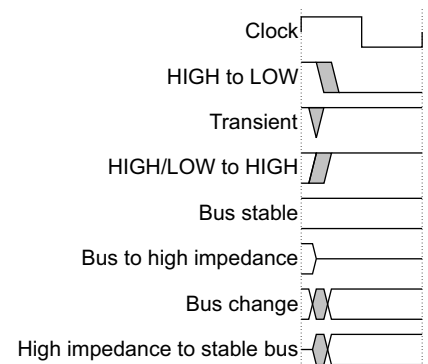 Clock
HIGH to LOW
Transient
HIGH/LOW to HIGH
Bus stable
Bus to high impedance
Bus change
High impedance to stable bus